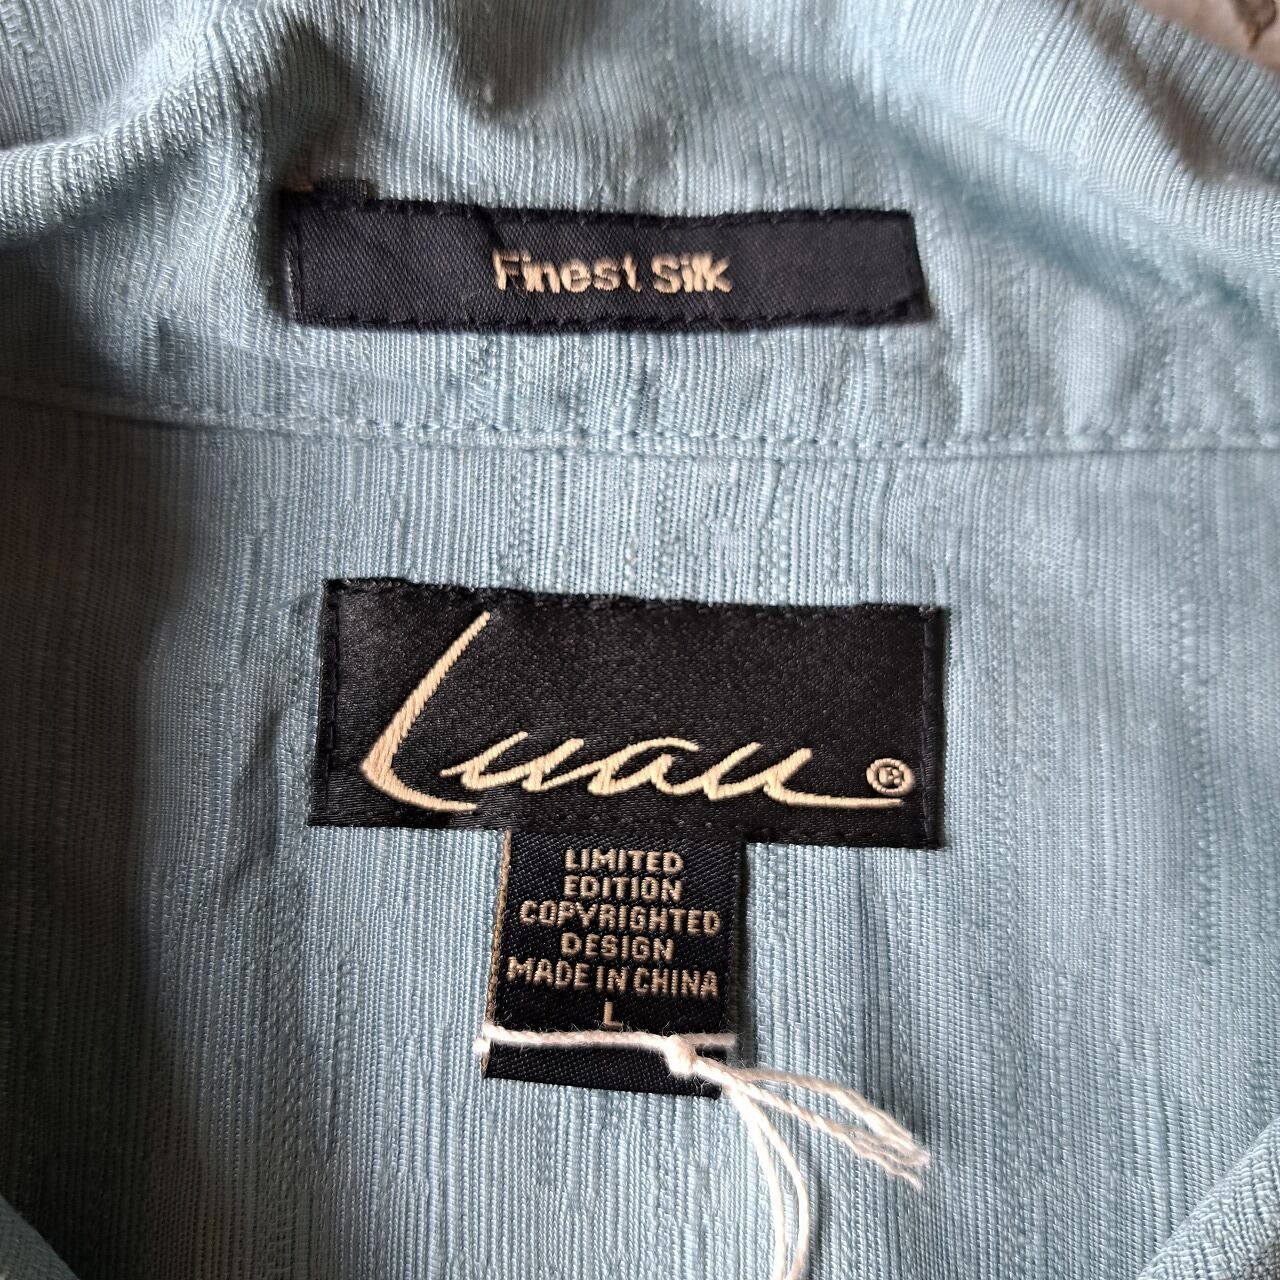 Finest Silk
Luau®
LIMITED
EDITION
COPYRIGHTED
DESIGN
MADE IN CHINA
L